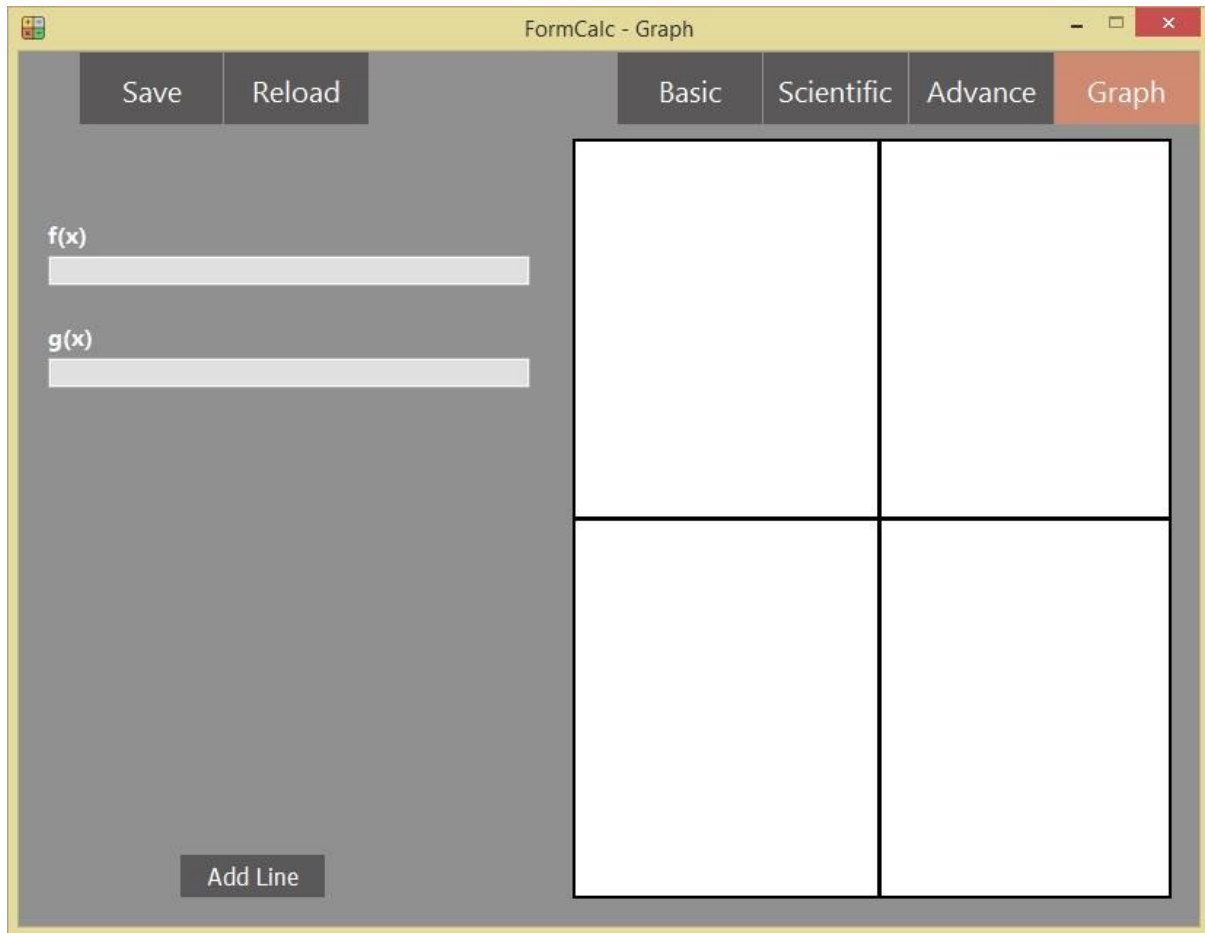 FormCalc - Graph
Save Reload Basic Scientific Advance Graph
f(x)
g(x)
Add Line